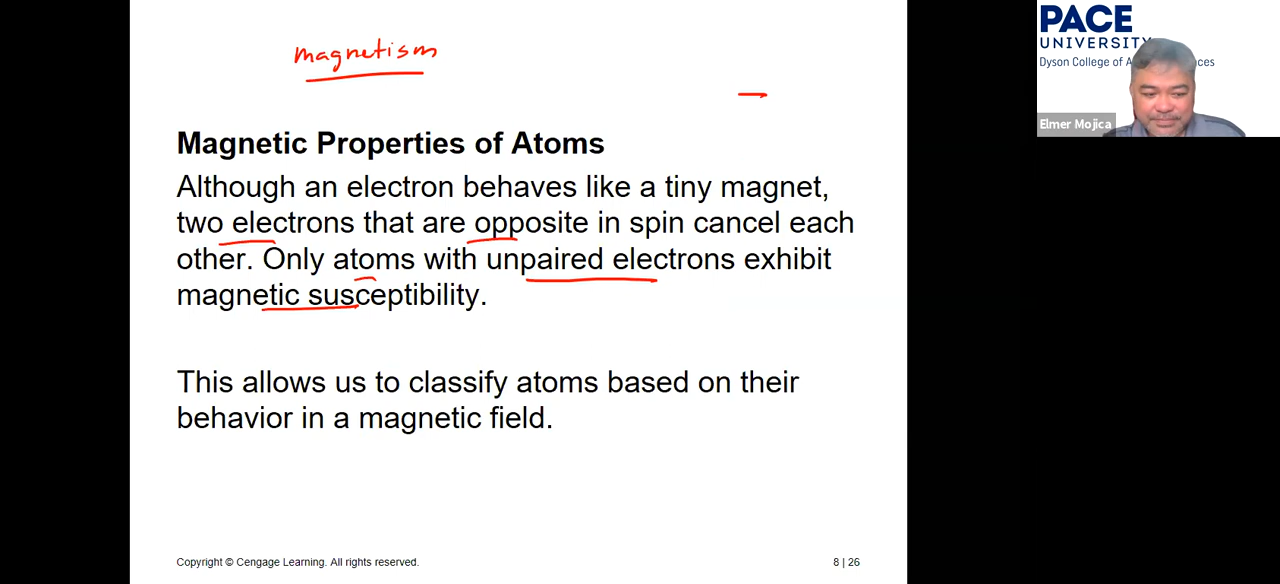 magnetism
PACE
UNIVERSITY
Dyson College of A
ces
Elmer Mojica
Magnetic Properties of Atoms
Although an electron behaves like a tiny magnet,
two electrons that are opposite in spin cancel each
other. Only atoms with unpaired electrons exhibit
magnetic susceptibility.
This allows us to classify atoms based on their
behavior in a magnetic field.
Copyright © Cengage Learning. All rights reserved.
8 | 26